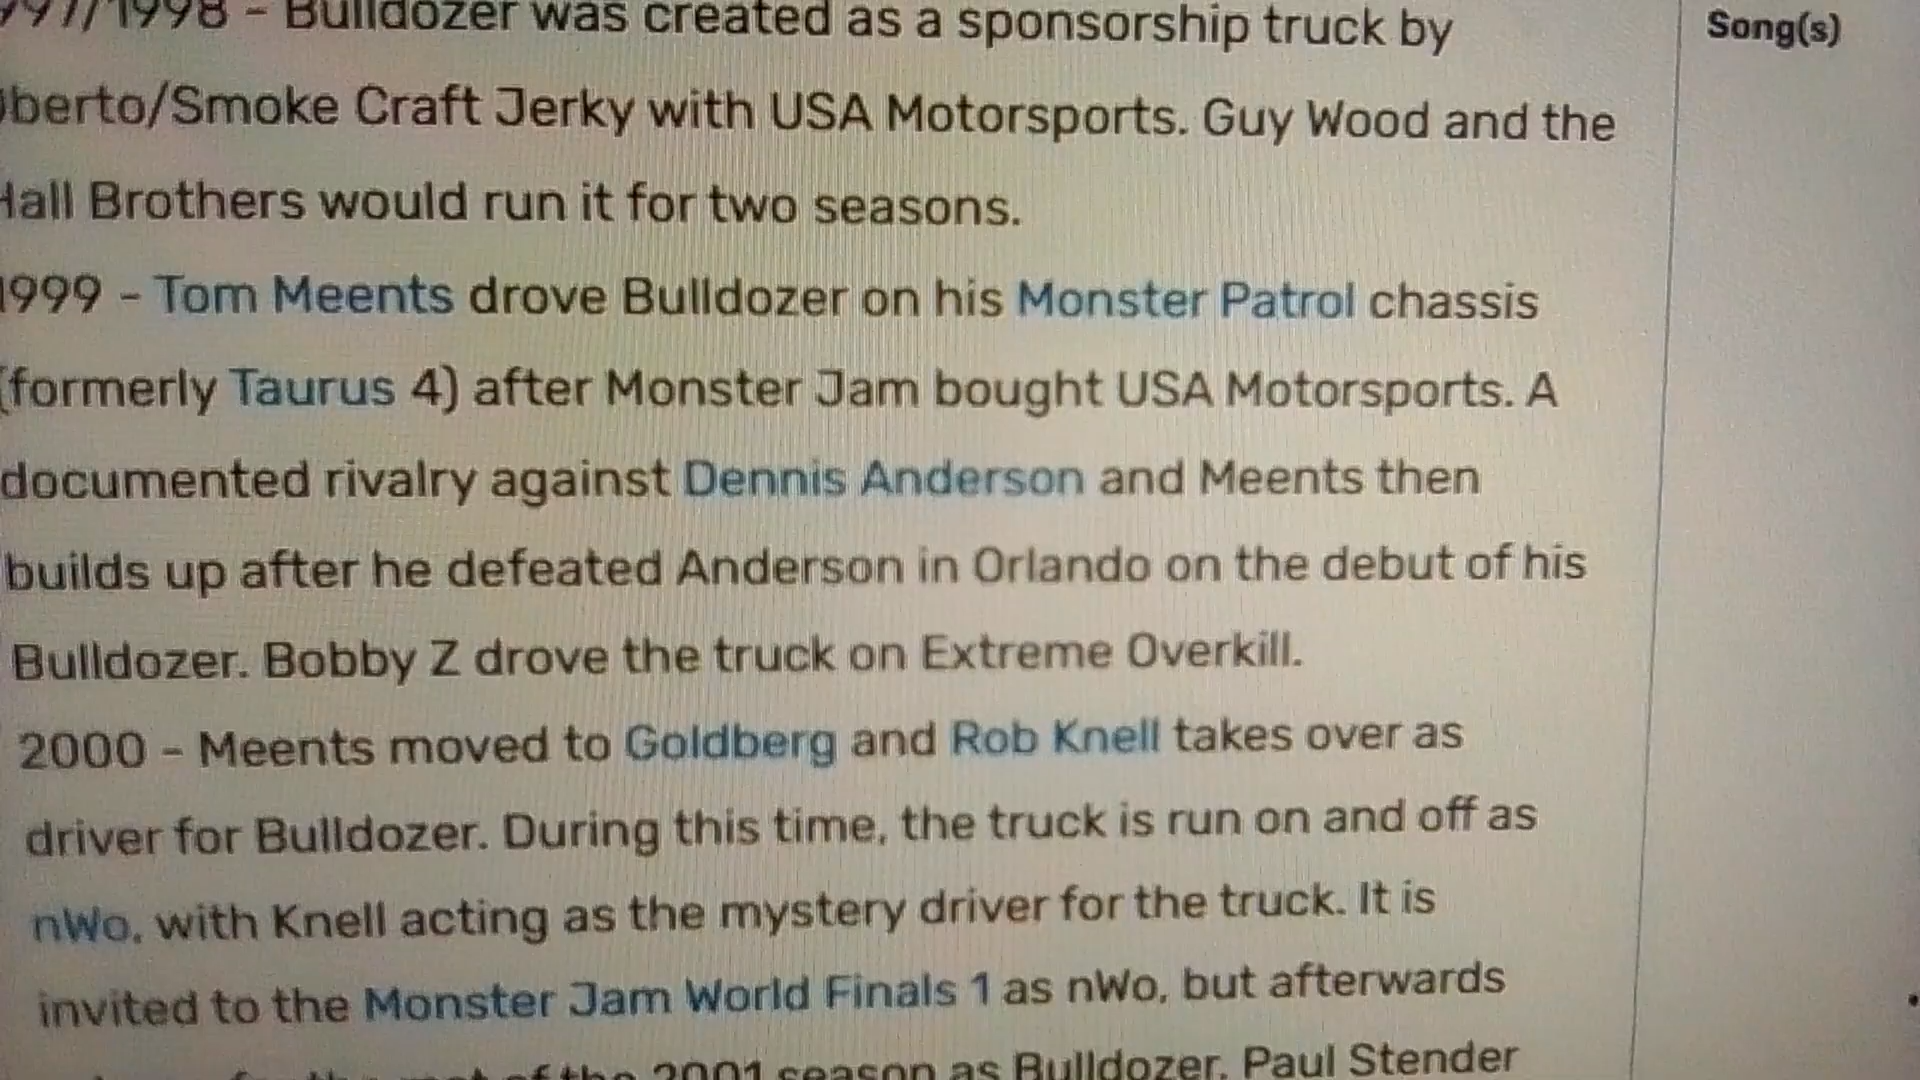 1998 - Bulldozer was created as a sponsorship truck by
Song(s)
berto/Smoke Craft Jerky with USA Motorsports. Guy Wood and the
Hall Brothers would run it for two seasons.
1999 - Tom Meents drove Bulldozer on his Monster Patrol chassis
(formerly Taurus 4) after Monster Jam bought USA Motorsports. A
documented rivalry against Dennis Anderson and Meents then
builds up after he defeated Anderson in Orlando on the debut of his
Bulldozer. Bobby Z drove the truck on Extreme Overkill.
2000 - Meents moved to Goldberg and Rob Knell takes over as
driver for Bulldozer. During this time, the truck is run on and off as
nWo, with Knell acting as the mystery driver for the truck. It is
invited to the Monster Jam World Finals 1 as nWo, but afterwards
of the 2001 season as Bulldozer. Paul Stender